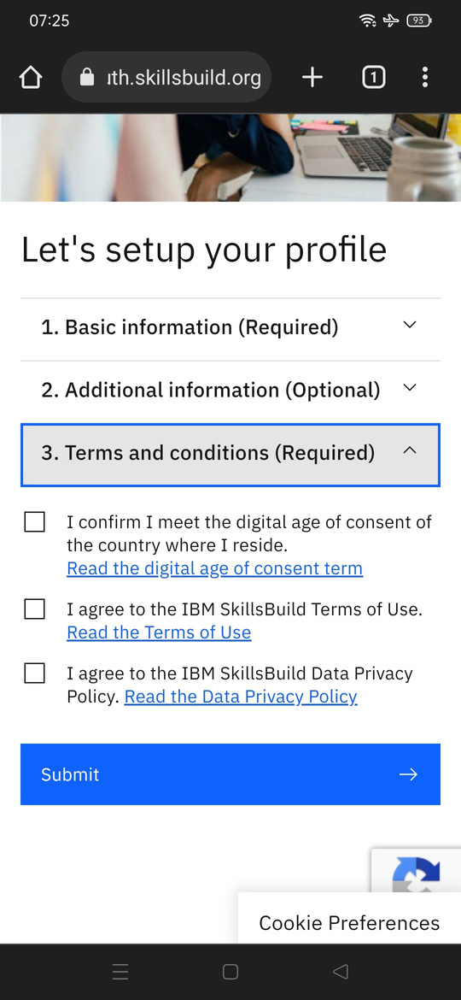 07:25
93
uth.skillsbuild.org
1
Let's setup your profile
1. Basic information (Required)
2. Additional information (Optional)
3. Terms and conditions (Required)
I confirm I meet the digital age of consent of
the country where I reside.
Read the digital age of consent term
I agree to the IBM SkillsBuild Terms of Use.
Read the Terms of Use
I agree to the IBM SkillsBuild Data Privacy
Policy. Read the Data Privacy Policy
Submit
Cookie Preferences